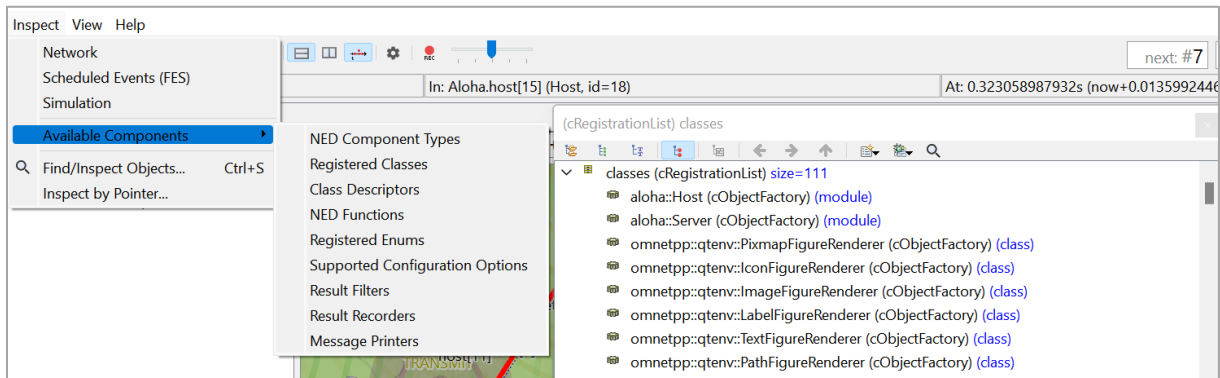 Inspect View Help
Network
Scheduled Events (FES)
Simulation
Available Components
Find/Inspect Objects... Ctrl+S
Inspect by Pointer...
NED Component Types
Registered Classes
Class Descriptors
NED Functions
Registered Enums
Supported Configuration Options
Result Filters
Result Recorders
Message Printers
REC
next: #7
In: Aloha.host[15] (Host, id=18)
At: 0.323058987932s (now+0.0135992446
(cRegistrationList) classes
classes (cRegistrationList) size=111
aloha::Host (cObjectFactory) (module)
aloha::Server (cObjectFactory) (module)
omnetpp::qtenv::PixmapFigureRenderer (cObjectFactory) (class)
omnetpp::qtenv::IconFigureRenderer (cObjectFactory) (class)
omnetpp::qtenv::ImageFigureRenderer (cObjectFactory) (class)
omnetpp::qtenv::LabelFigureRenderer (cObjectFactory) (class)
omnetpp::qtenv::TextFigureRenderer (cObjectFactory) (class)
omnetpp::qtenv::PathFigureRenderer (cObjectFactory) (class)
host[11]
TRANSMIT